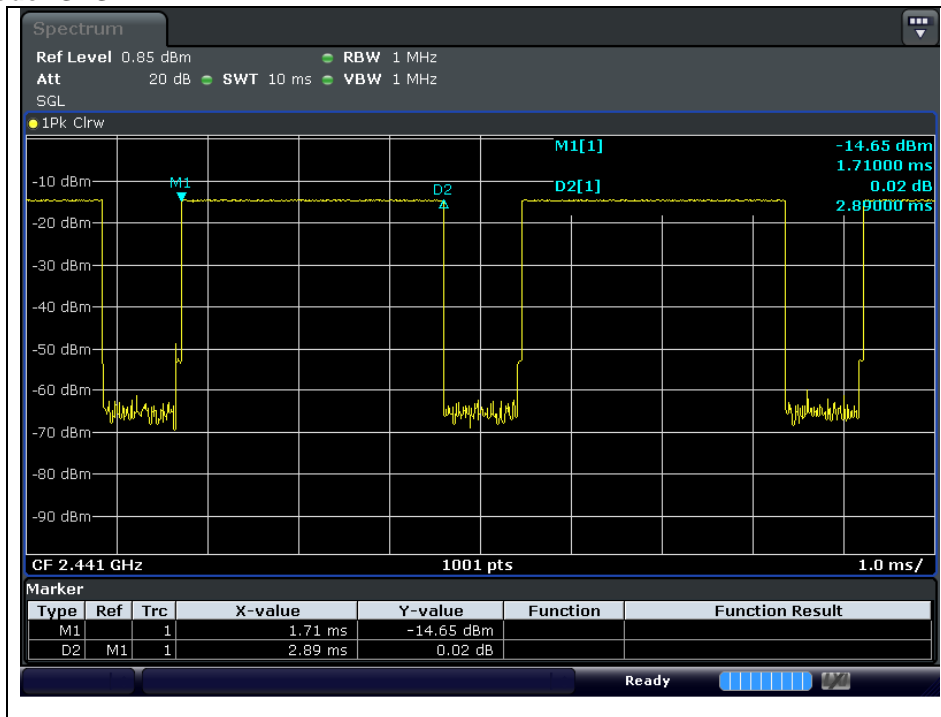 Spectrum
Ref Level 0.85 dBm RBW 1 MHz
Att 20 dB SWT 10 ms VBW 1 MHz
SGL
1Pk Clrw
M1[1] -14.65 dBm
1.71000 ms
D2[1] 0.02 dB
2.89000 ms
M1
D2
-10 dBm
-20 dBm
-30 dBm
-40 dBm
-50 dBm
-60 dBm
-70 dBm
-80 dBm
-90 dBm
CF 2.441 GHz 1001 pts 1.0 ms/
Marker
Type Ref Trc X-value Y-value Function Function Result
M1 1 1.71 ms -14.65 dBm
D2 M1 1 2.89 ms 0.02 dB
Ready